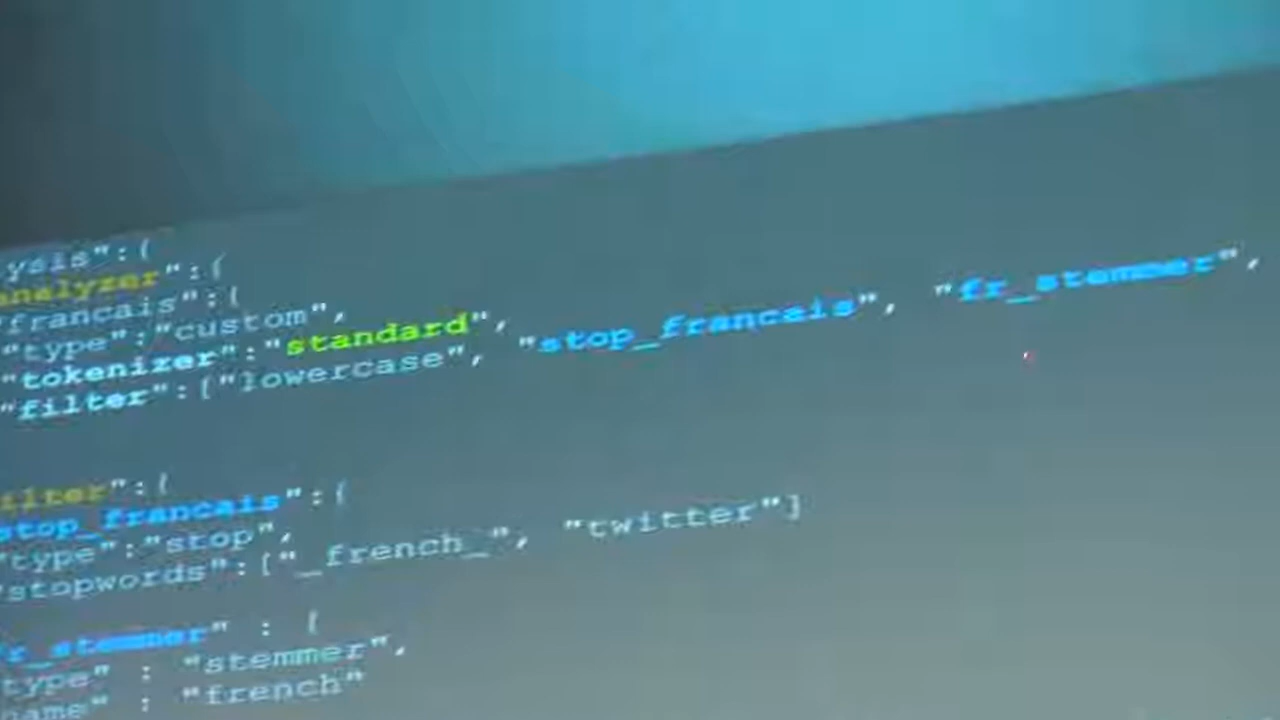 ysis":{
analyzer":{
"francais":{
"type":"custom",
"tokenizer":"standard",
"filter":["lowercase", "stop_francais", "fr_stemmer",
filter":{
stop_francais":{
"type":"stop",
"stopwords":["_french_", "twitter"]
fr_stemmer" : {
type" : "stemmer",
name" : "french"